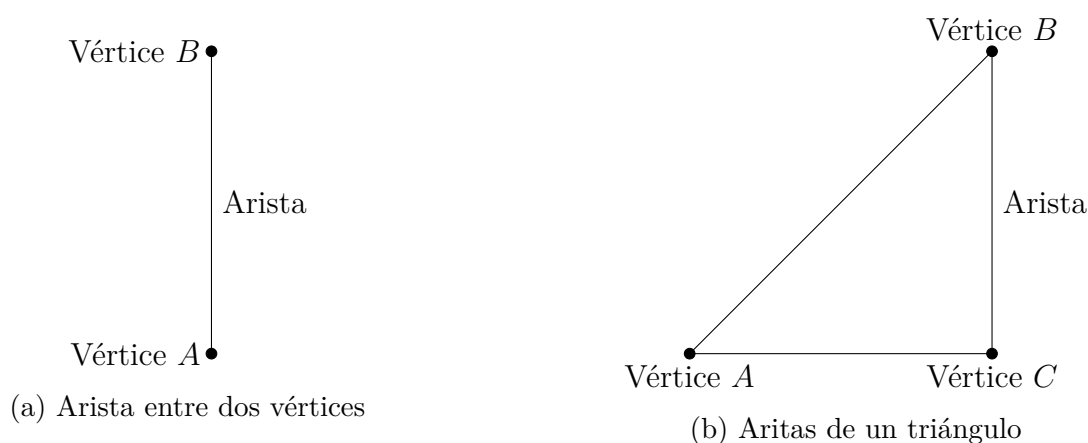 Vértice B
Arista
Vértice A
(a) Arista entre dos vértices
Vértice B
Arista
Vértice A
Vértice C
(b) Aritas de un triángulo